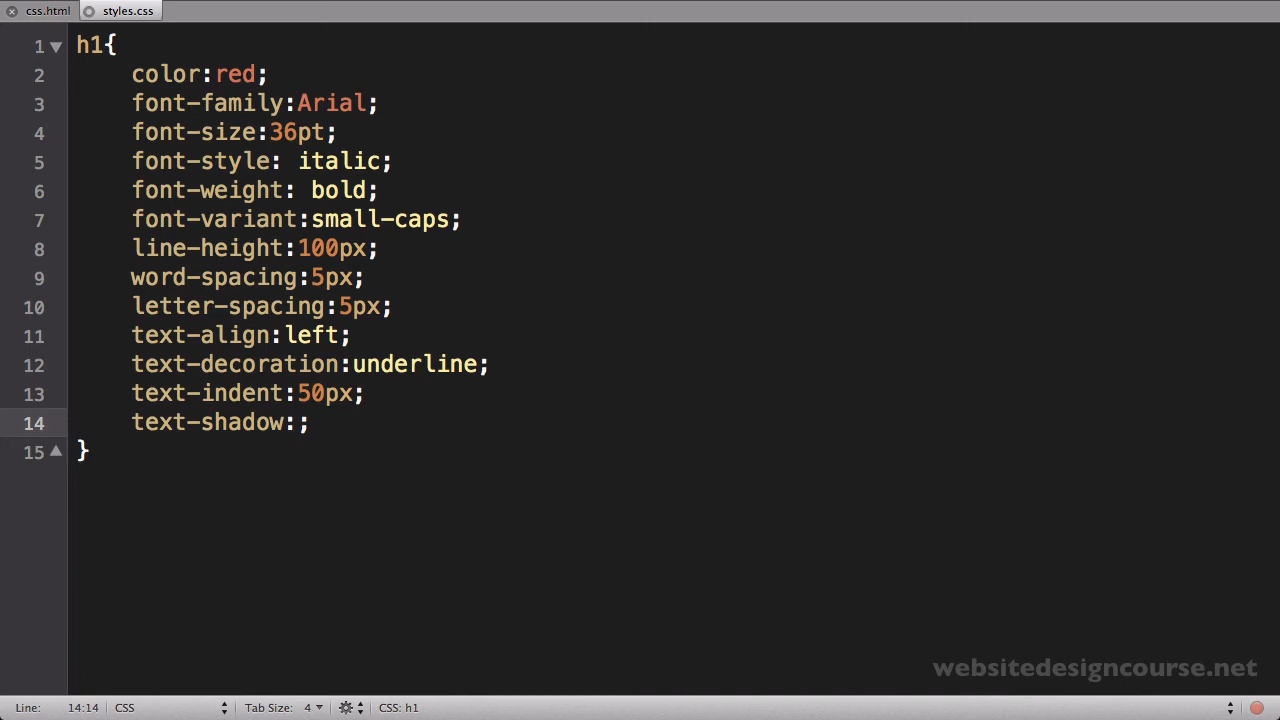 css.html styles.css
1 h1{
2 color:red;
3 font-family:Arial;
4 font-size:36pt;
5 font-style: italic;
6 font-weight: bold;
7 font-variant:small-caps;
8 line-height:100px;
9 word-spacing:5px;
10 letter-spacing:5px;
11 text-align:left;
12 text-decoration:underline;
13 text-indent:50px;
14 text-shadow:;
15 }
websitedesigncourse.net
Line: 14:14 CSS Tab Size: 4 CSS: h1